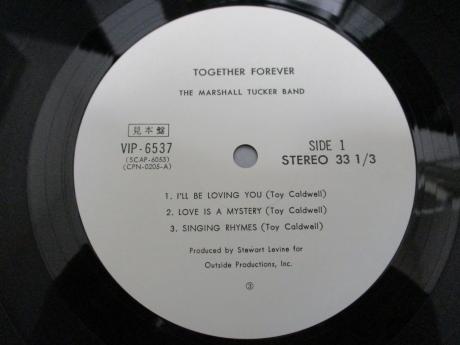 TOGETHER FOREVER
THE MARSHALL TUCKER BAND
見本盤
VIP-6537
(SCAP-6053)
(CPN-0205-A)
SIDE 1
STEREO 33 1/3
1. I'LL BE LOVING YOU (Toy Caldwell)
2. LOVE IS A MYSTERY (Toy Caldwell)
3. SINGING RHYMES (Toy Caldwell)
Produced by Stewart Levine for
Outside Productions, Inc.
③